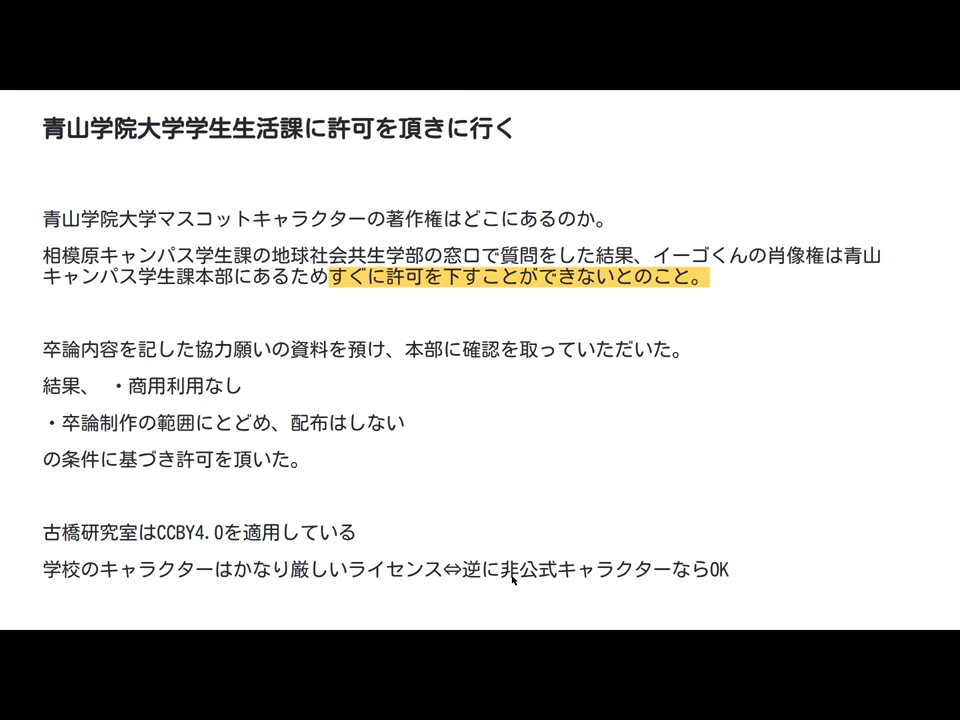 青山学院大学学生生活課に許可を頂きに行く
青山学院大学マスコットキャラクターの著作権はどこにあるのか。
相模原キャンパス学生課の地球社会共生学部の窓口で質問をした結果、イーゴくんの肖像権は青山
キャンパス学生課本部にあるためすぐに許可を下すことができないとのこと。
卒論内容を記した協力願いの資料を預け、本部に確認を取っていただいた。
結果、 ・商用利用なし
・卒論制作の範囲にとどめ、配布はしない
の条件に基づき許可を頂いた。
古橋研究室はCCBY4.0を適用している
学校のキャラクターはかなり厳しいライセンス⇔逆に非公式キャラクターならOK